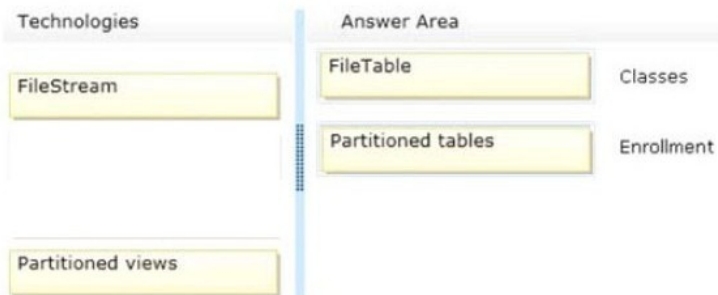 Technologies
Answer Area
FileStream
FileTable
Classes
Partitioned tables
Enrollment
Partitioned views